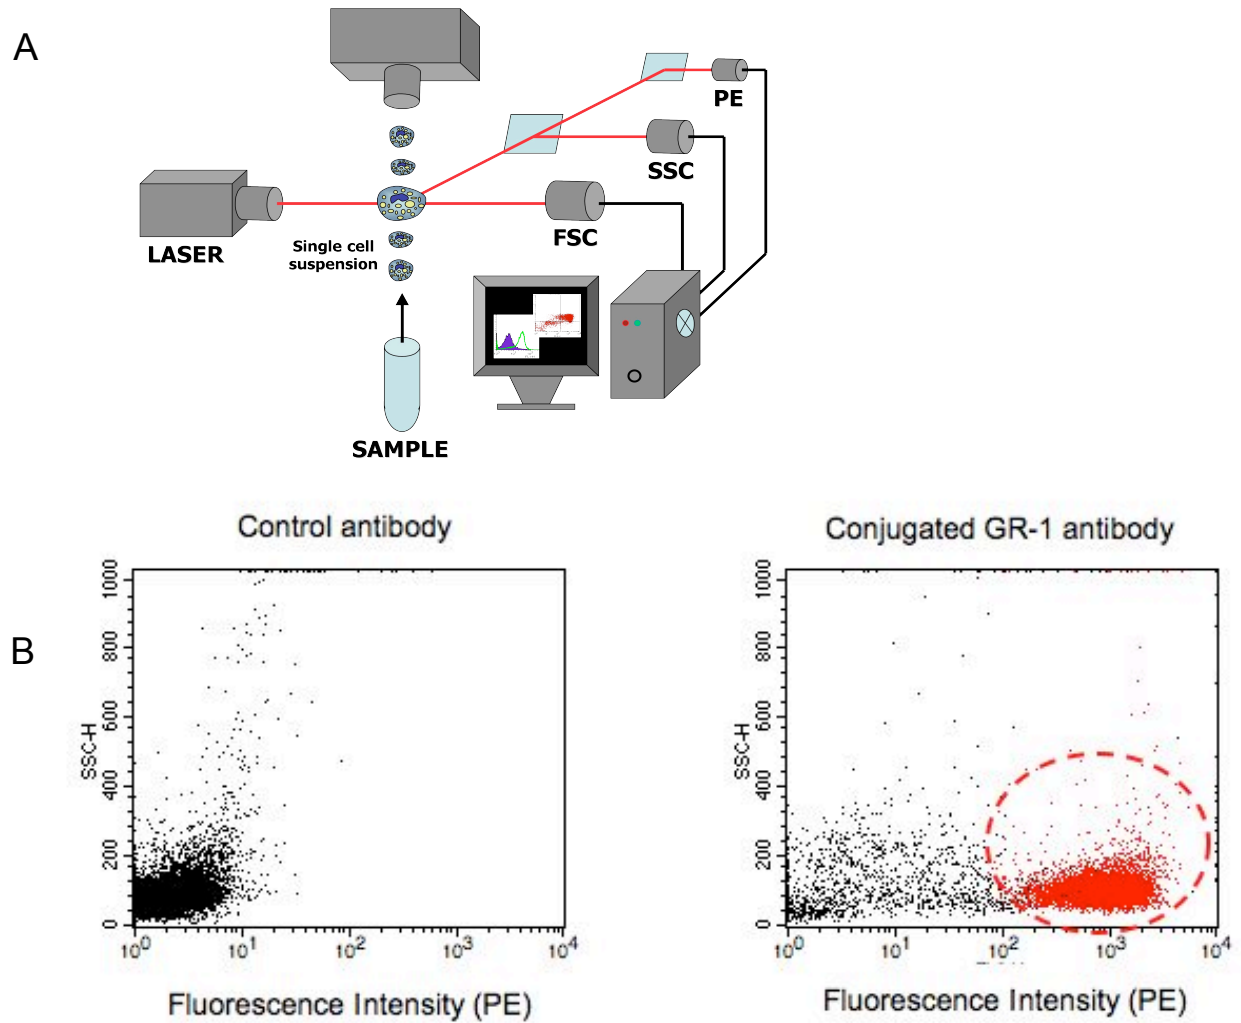 A
PE
SSC
FSC
LASER
Single cell
suspension
SAMPLE
B
Control antibody
SSC-H
1000
800
600
400
200
0
10^0 10^1 10^2 10^3 10^4
Fluorescence Intensity (PE)
Conjugated GR-1 antibody
SSC-H
1000
800
600
400
200
0
10^0 10^1 10^2 10^3 10^4
Fluorescence Intensity (PE)